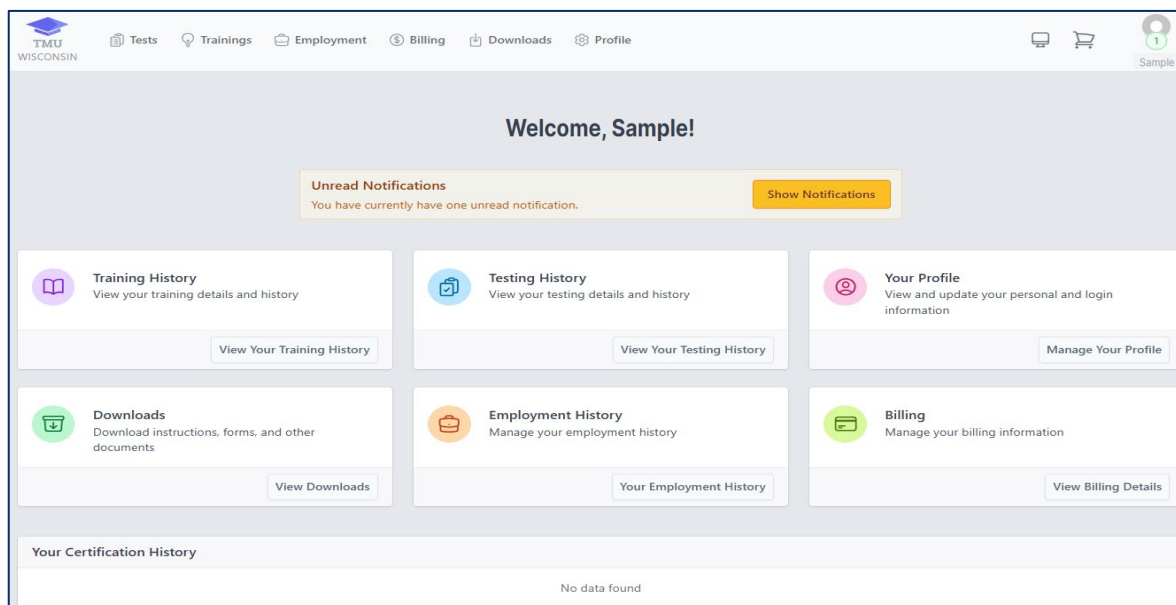 TMU
WISCONSIN
Tests
Trainings
Employment
Billing
Downloads
Profile
1
Sample
Welcome, Sample!
Unread Notifications
You have currently have one unread notification.
Show Notifications
Training History
View your training details and history
View Your Training History
Testing History
View your testing details and history
View Your Testing History
Your Profile
View and update your personal and login
information
Manage Your Profile
Downloads
Download instructions, forms, and other
documents
View Downloads
Employment History
Manage your employment history
Your Employment History
Billing
Manage your billing information
View Billing Details
Your Certification History
No data found